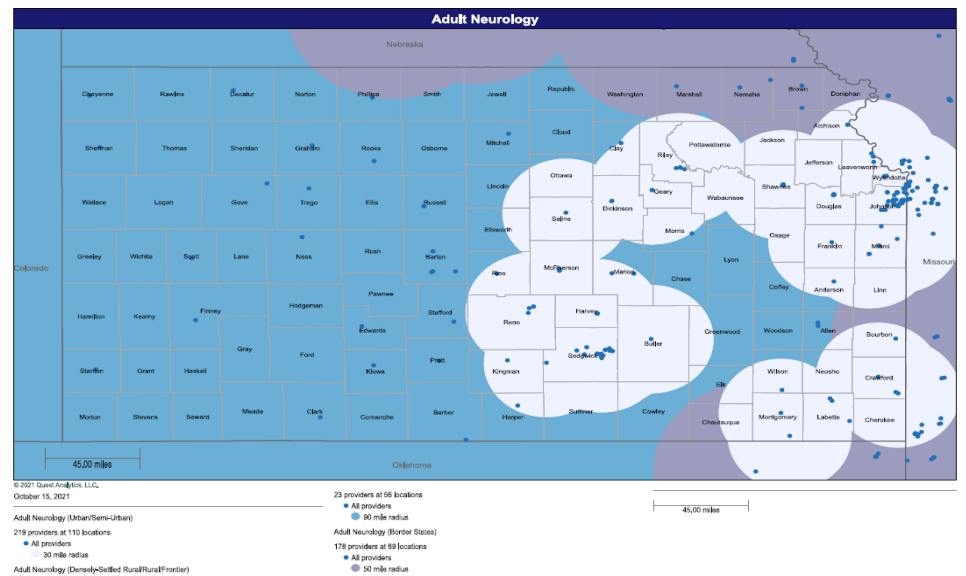 Adult Neurology
Nebraska
Cheyenne Rawlins Decatur Norton Phillips Smith Jewell Republic Washington Marshall Nemaha Brown Doniphan
Cloud Atchison
Sherman Thomas Sheridan Graham Rooks Osborne Mitchell Clay Riley Pottawatomie Jackson Jefferson Leavenworth
Wyandotte
Wallace Logan Gove Trego Ellis Russell Lincoln Ottawa Dickinson Geary Wabaunsee Shawnee Douglas Johnson
Saline
Ellsworth Morris Osage
Greeley Wichita Scott Lane Ness Rush Barton Rice McPherson Marion Chase Lyon Franklin Miami
Colorado Missouri
Hamilton Kearny Finney Hodgeman Pawnee Stafford Reno Harvey Coffey Anderson Linn
Edwards Greenwood Woodson Allen Bourbon
Gray Ford Sedgwick Butler
Stanton Grant Haskell Kiowa Pratt Kingman Elk Wilson Neosho Crawford
Morton Stevens Seward Meade Clark Comanche Barber Harper Sumner Cowley Chautauqua Montgomery Labette Cherokee
45.00 miles
Oklahoma
© 2021 Quest Analytics, LLC.
October 15, 2021
Adult Neurology (Urban/Semi-Urban)
219 providers at 110 locations
All providers
30 mile radius
Adult Neurology (Densely-Settled Rural/Rural/Frontier)
23 providers at 56 locations
All providers
90 mile radius
Adult Neurology (Border States)
178 providers at 89 locations
All providers
50 mile radius
45.00 miles